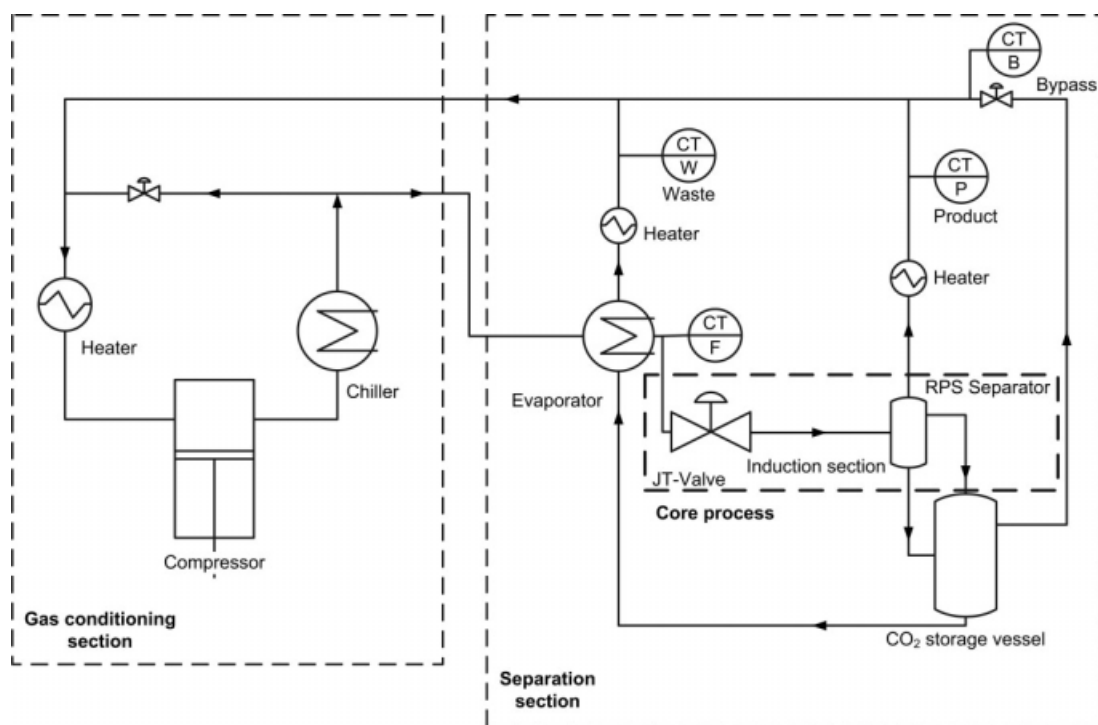 CT
B
Bypass
CT
W
Waste
CT
P
Product
Heater
Heater
Heater
Chiller
CT
F
Evaporator
RPS Separator
Induction section
JT-Valve
Core process
Compressor
Gas conditioning
section
CO₂ storage vessel
Separation
section